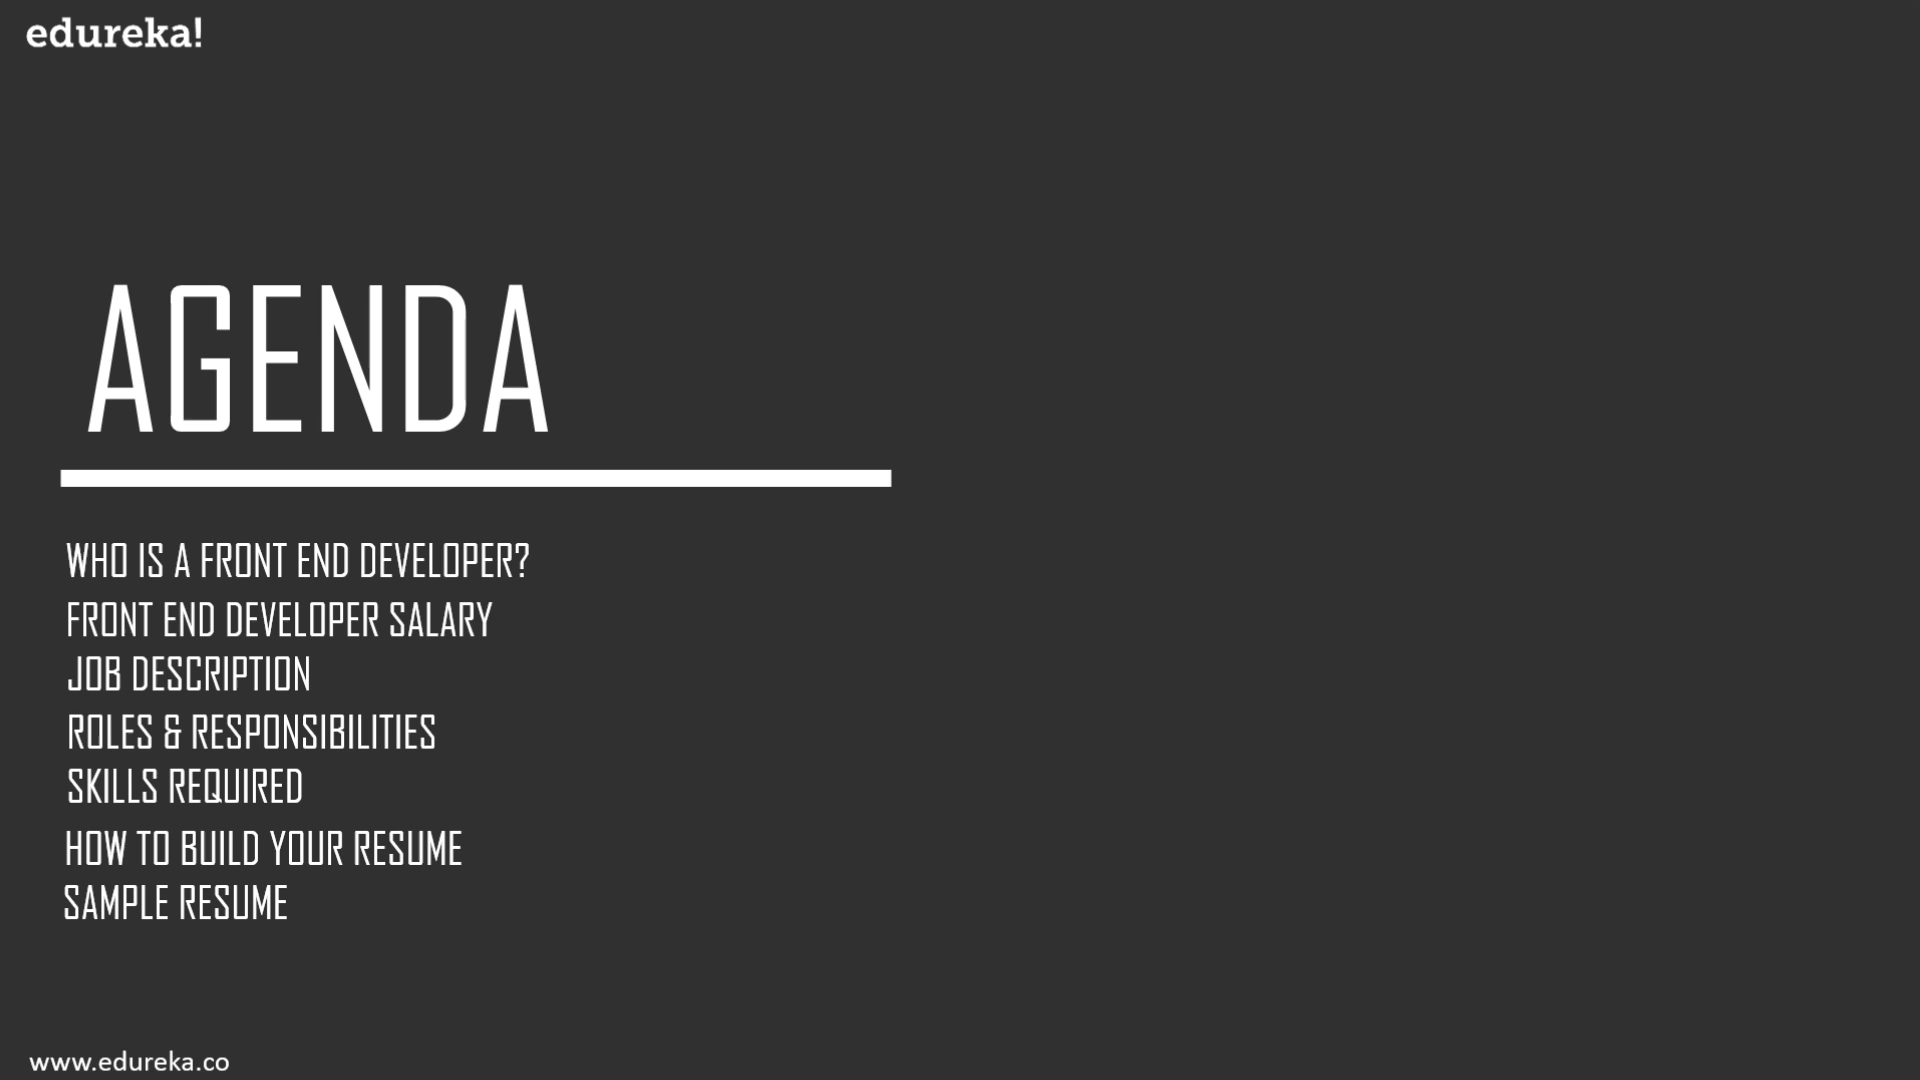 edureka!
AGENDA
WHO IS A FRONT END DEVELOPER?
FRONT END DEVELOPER SALARY
JOB DESCRIPTION
ROLES & RESPONSIBILITIES
SKILLS REQUIRED
HOW TO BUILD YOUR RESUME
SAMPLE RESUME
www.edureka.co